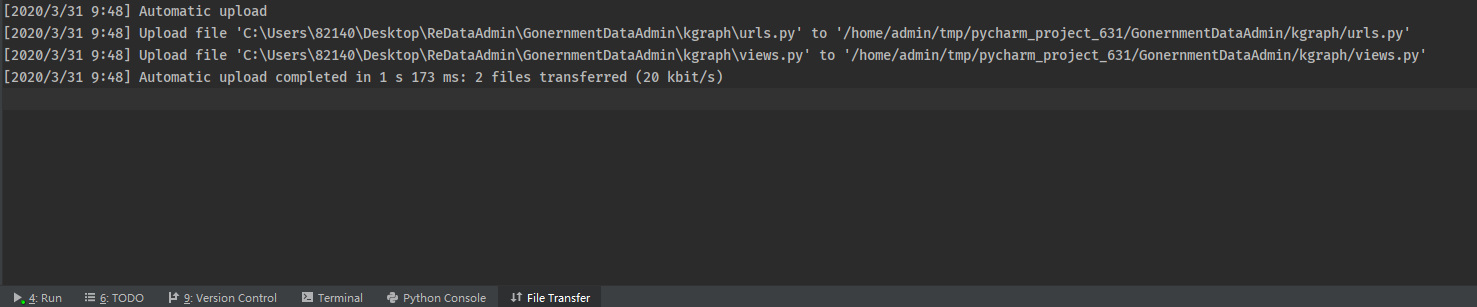 [2020/3/31 9:48] Automatic upload
[2020/3/31 9:48] Upload file 'C:\Users\82140\Desktop\ReDataAdmin\GonernmentDataAdmin\kgraph\urls.py' to '/home/admin/tmp/pycharm_project_631/GonernmentDataAdmin/kgraph/urls.py'
[2020/3/31 9:48] Upload file 'C:\Users\82140\Desktop\ReDataAdmin\GonernmentDataAdmin\kgraph\views.py' to '/home/admin/tmp/pycharm_project_631/GonernmentDataAdmin/kgraph/views.py'
[2020/3/31 9:48] Automatic upload completed in 1 s 173 ms: 2 files transferred (20 kbit/s)
4: Run 6: TODO 9: Version Control Terminal Python Console File Transfer